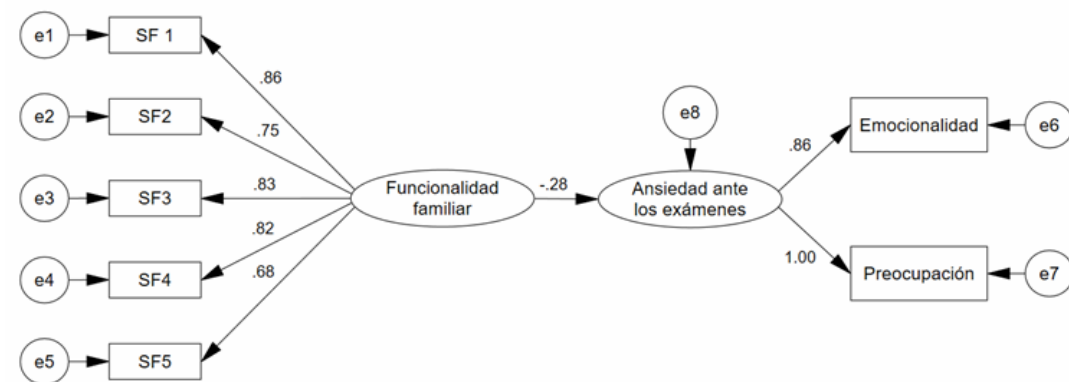 e1
SF 1
.86
e2
SF2
.75
e3
SF3
.83
e4
SF4
.82
e5
SF5
.68
Funcionalidad
familiar
-.28
e8
Ansiedad ante
los exámenes
.86
Emocionalidad
e6
1.00
Preocupación
e7